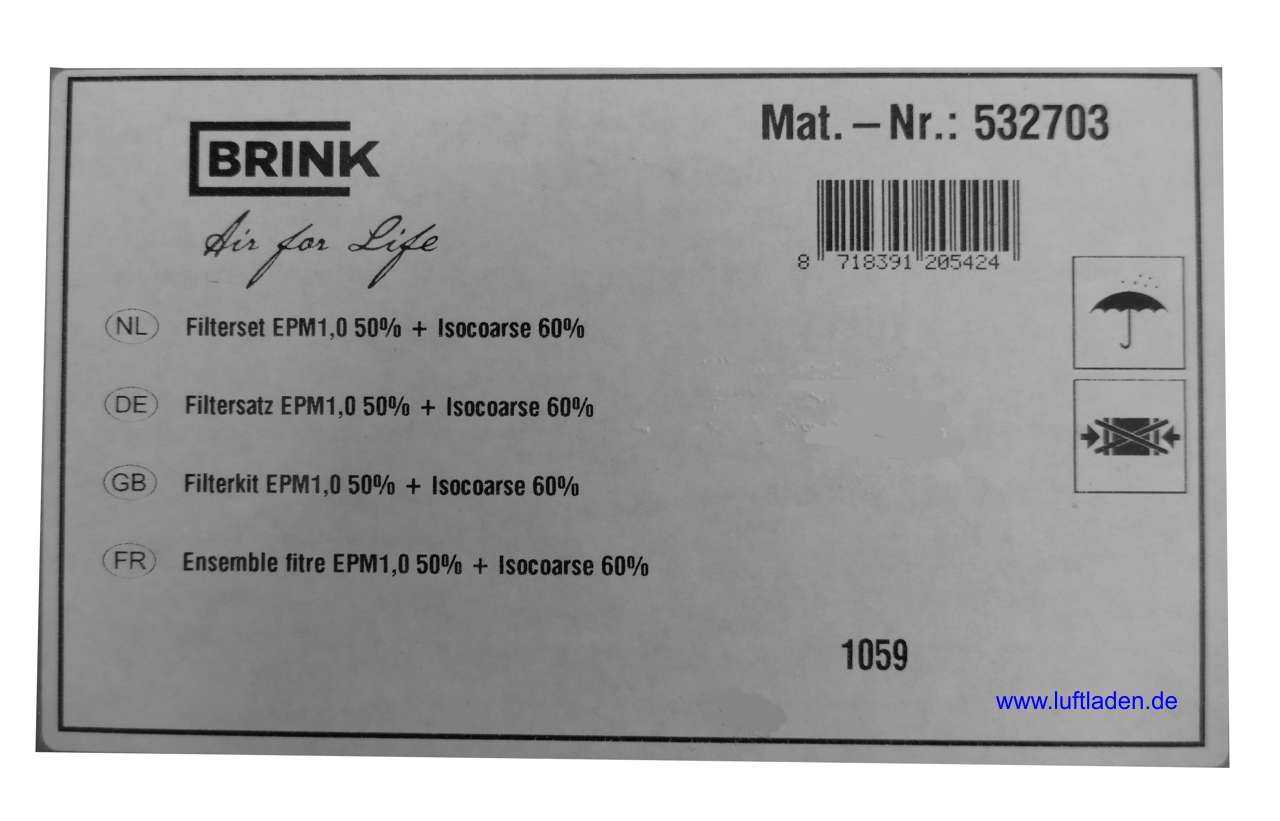 BRINK
Air for Life
Mat. – Nr.: 532703
8 718391 205424
NL Filterset EPM1,0 50% + Isocoarse 60%
DE Filtersatz EPM1,0 50% + Isocoarse 60%
GB Filterkit EPM1,0 50% + Isocoarse 60%
FR Ensemble fitre EPM1,0 50% + Isocoarse 60%
1059
www.luftladen.de